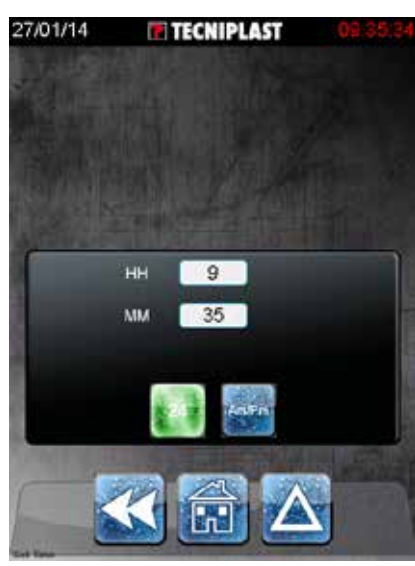 27/01/14 TECNIPLAST 09:35:34
HH 9
MM 35
24 Am/Pm
Set Time